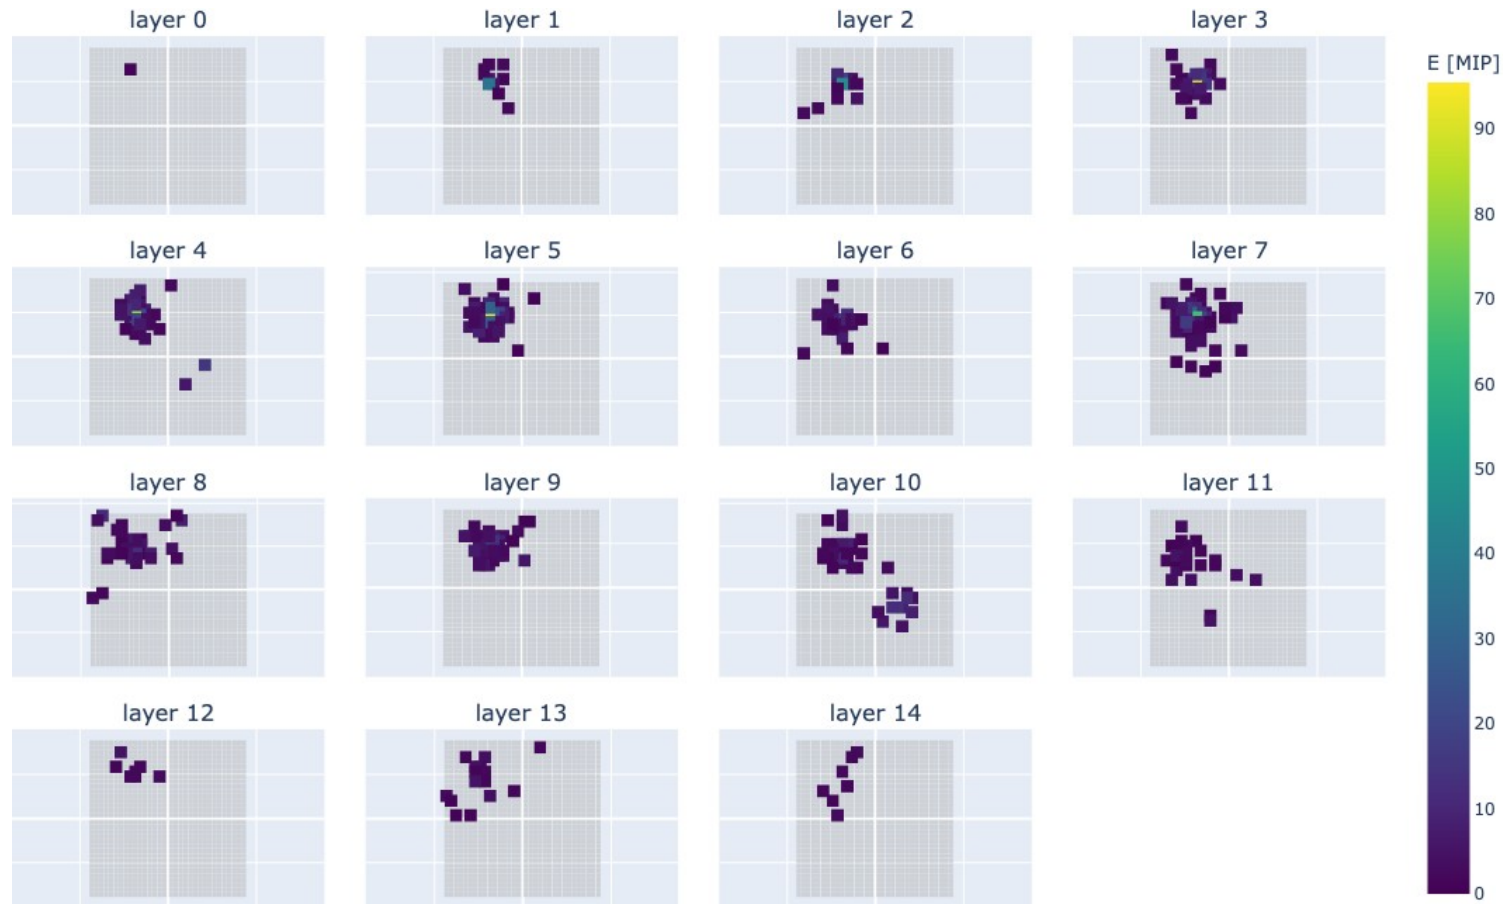 layer 0
layer 1
layer 2
layer 3
E [MIP]
90
80
layer 4
layer 5
layer 6
layer 7
70
60
50
layer 8
layer 9
layer 10
layer 11
40
30
20
layer 12
layer 13
layer 14
10
0